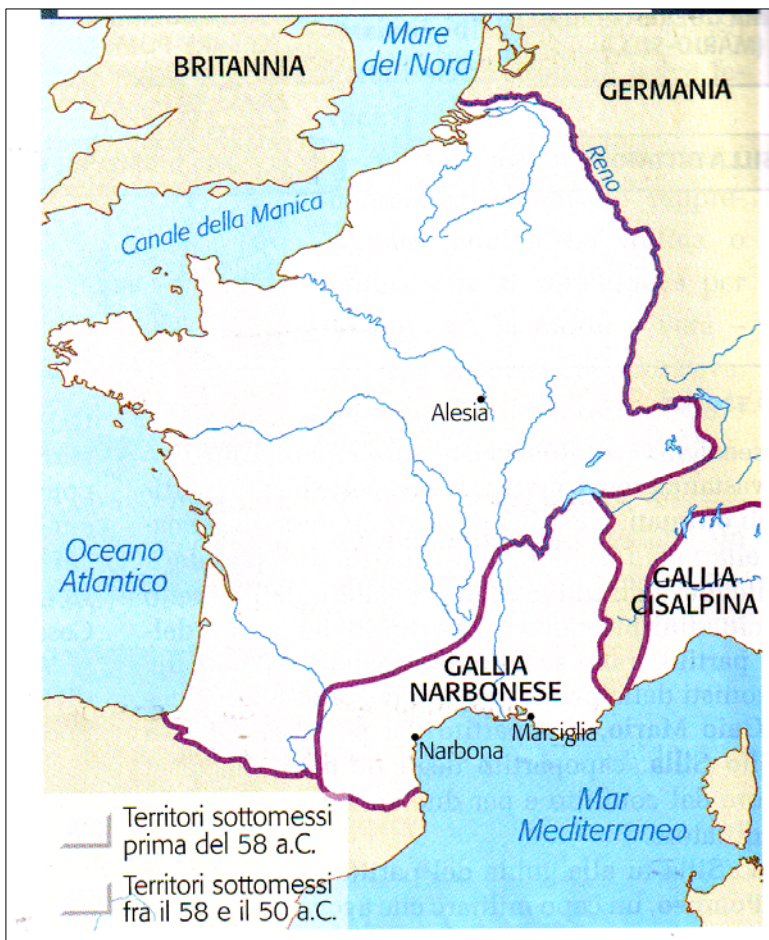 Mare
del Nord
BRITANNIA
GERMANIA
Reno
Canale della Manica
Alesia
Oceano
Atlantico
GALLIA
CISALPINA
GALLIA
NARBONESE
Marsiglia
Narbona
Mar
Mediterraneo
Territori sottomessi
prima del 58 a.C.
Territori sottomessi
fra il 58 e il 50 a.C.